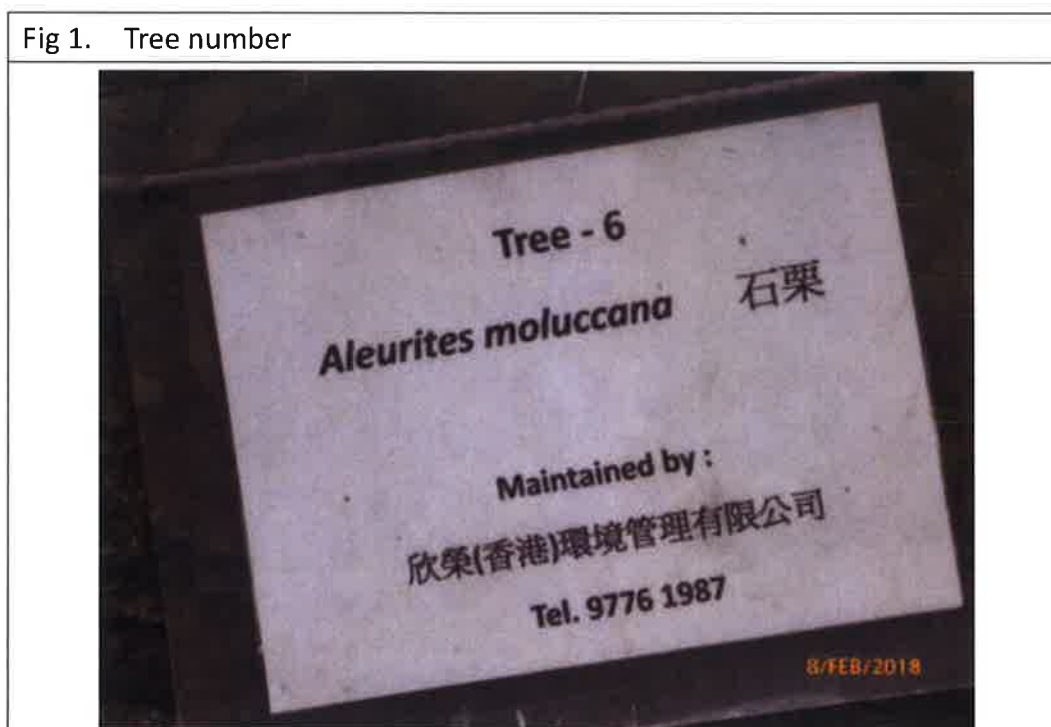 Fig 1. Tree number
Tree - 6
Aleurites moluccana 石栗
Maintained by :
欣榮(香港)環境管理有限公司
Tel. 9776 1987
8/FEB/2018